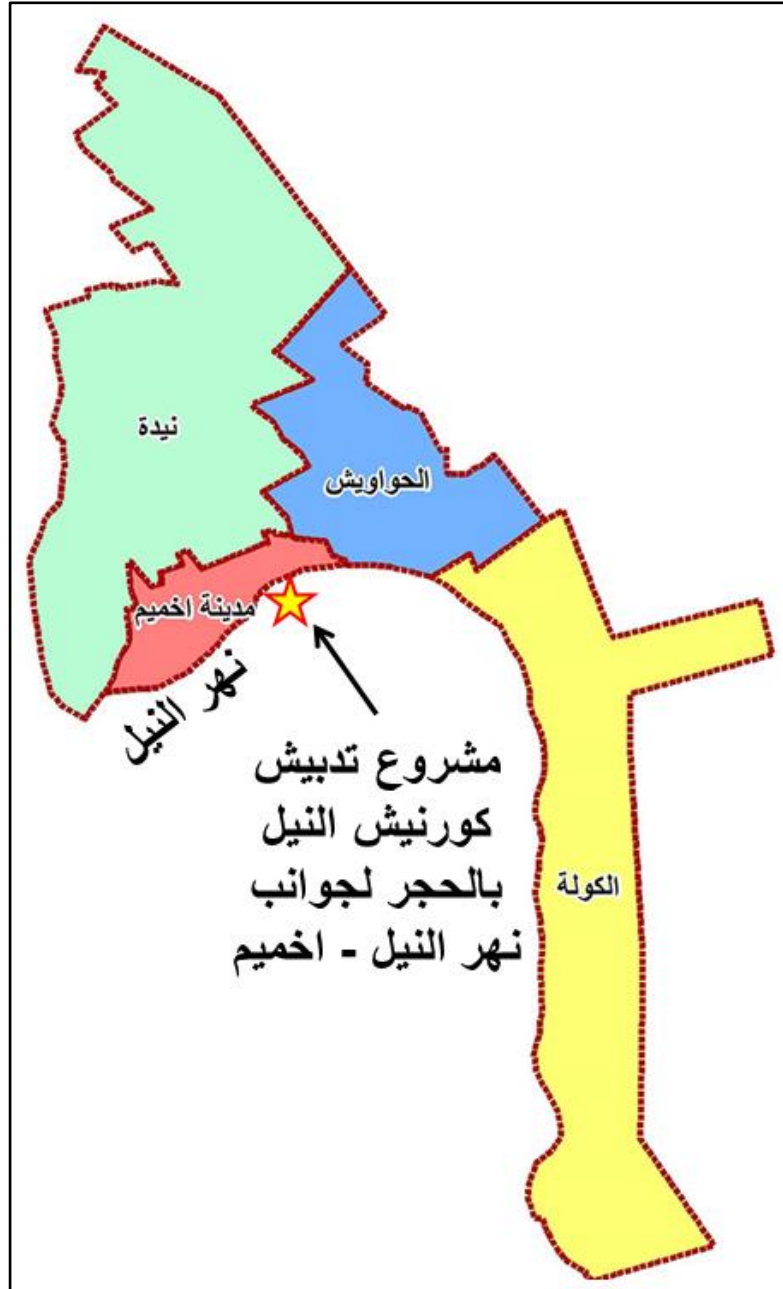 نيدة
الحواويش
مدينة اخميم
نهر النيل
مشروع تدبيش
كورنيش النيل
بالحجر لجوانب
نهر النيل - اخميم
الكولة